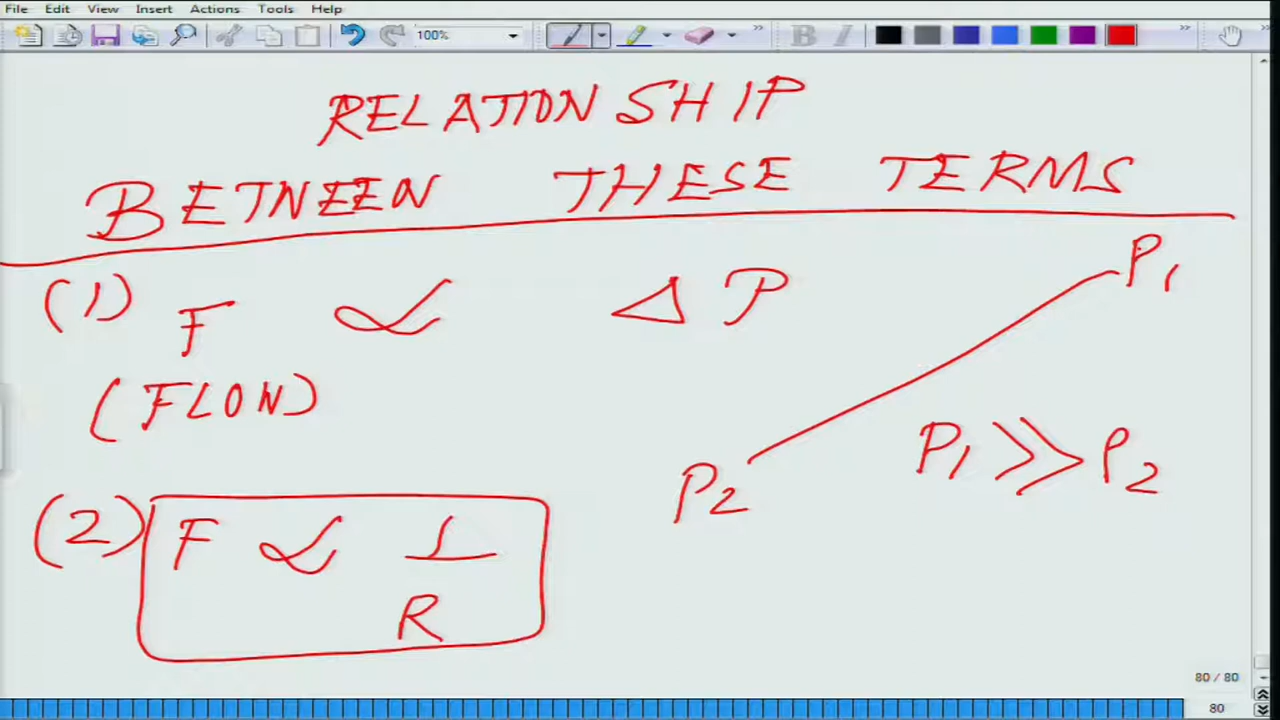 File Edit View Insert Actions Tools Help
100%
RELATIONSHIP
BETWEEN THESE TERMS
(1) F ∝ Δ P
(FLOW)
P1
P2
P1 >> P2
(2) F ∝ 1
R
80 / 80
80